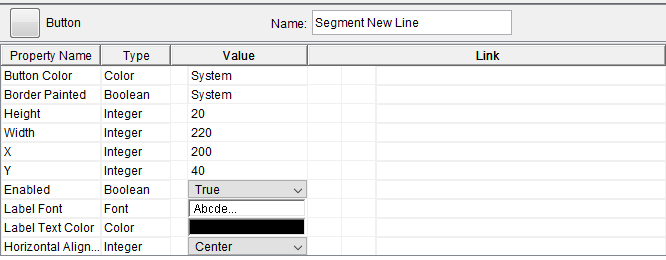 Button Name: Segment New Line
Property Name Type Value Link
Button Color Color System
Border Painted Boolean System
Height Integer 20
Width Integer 220
X Integer 200
Y Integer 40
Enabled Boolean True
Label Font Font Abcde...
Label Text Color Color
Horizontal Align... Integer Center